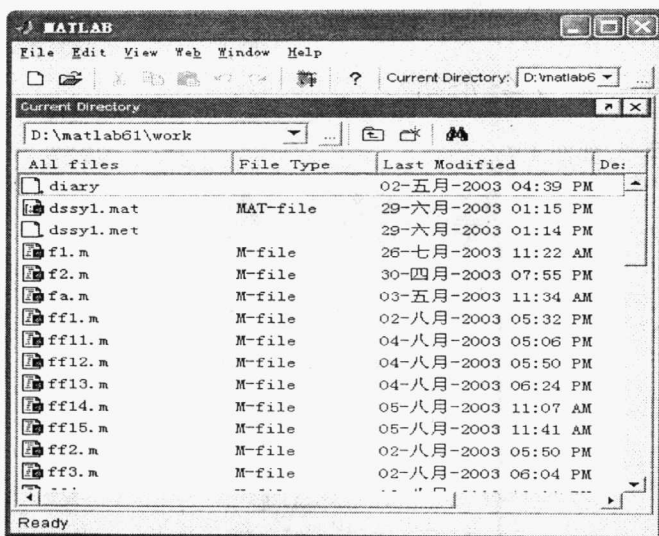 MATLAB
File Edit View Web Window Help
? Current Directory: D:\matlab6 ...
Current Directory
D:\matlab61\work ...
All files File Type Last Modified De:
diary 02-五月-2003 04:39 PM
dssy1.mat MAT-file 29-六月-2003 01:15 PM
dssy1.met 29-六月-2003 01:14 PM
f1.m M-file 26-七月-2003 11:22 AM
f2.m M-file 30-四月-2003 07:55 PM
fa.m M-file 03-五月-2003 11:34 AM
ff1.m M-file 02-八月-2003 05:32 PM
ff11.m M-file 04-八月-2003 05:06 PM
ff12.m M-file 04-八月-2003 05:50 PM
ff13.m M-file 04-八月-2003 06:24 PM
ff14.m M-file 05-八月-2003 11:07 AM
ff15.m M-file 05-八月-2003 11:41 AM
ff2.m M-file 02-八月-2003 05:50 PM
ff3.m M-file 02-八月-2003 06:04 PM
Ready